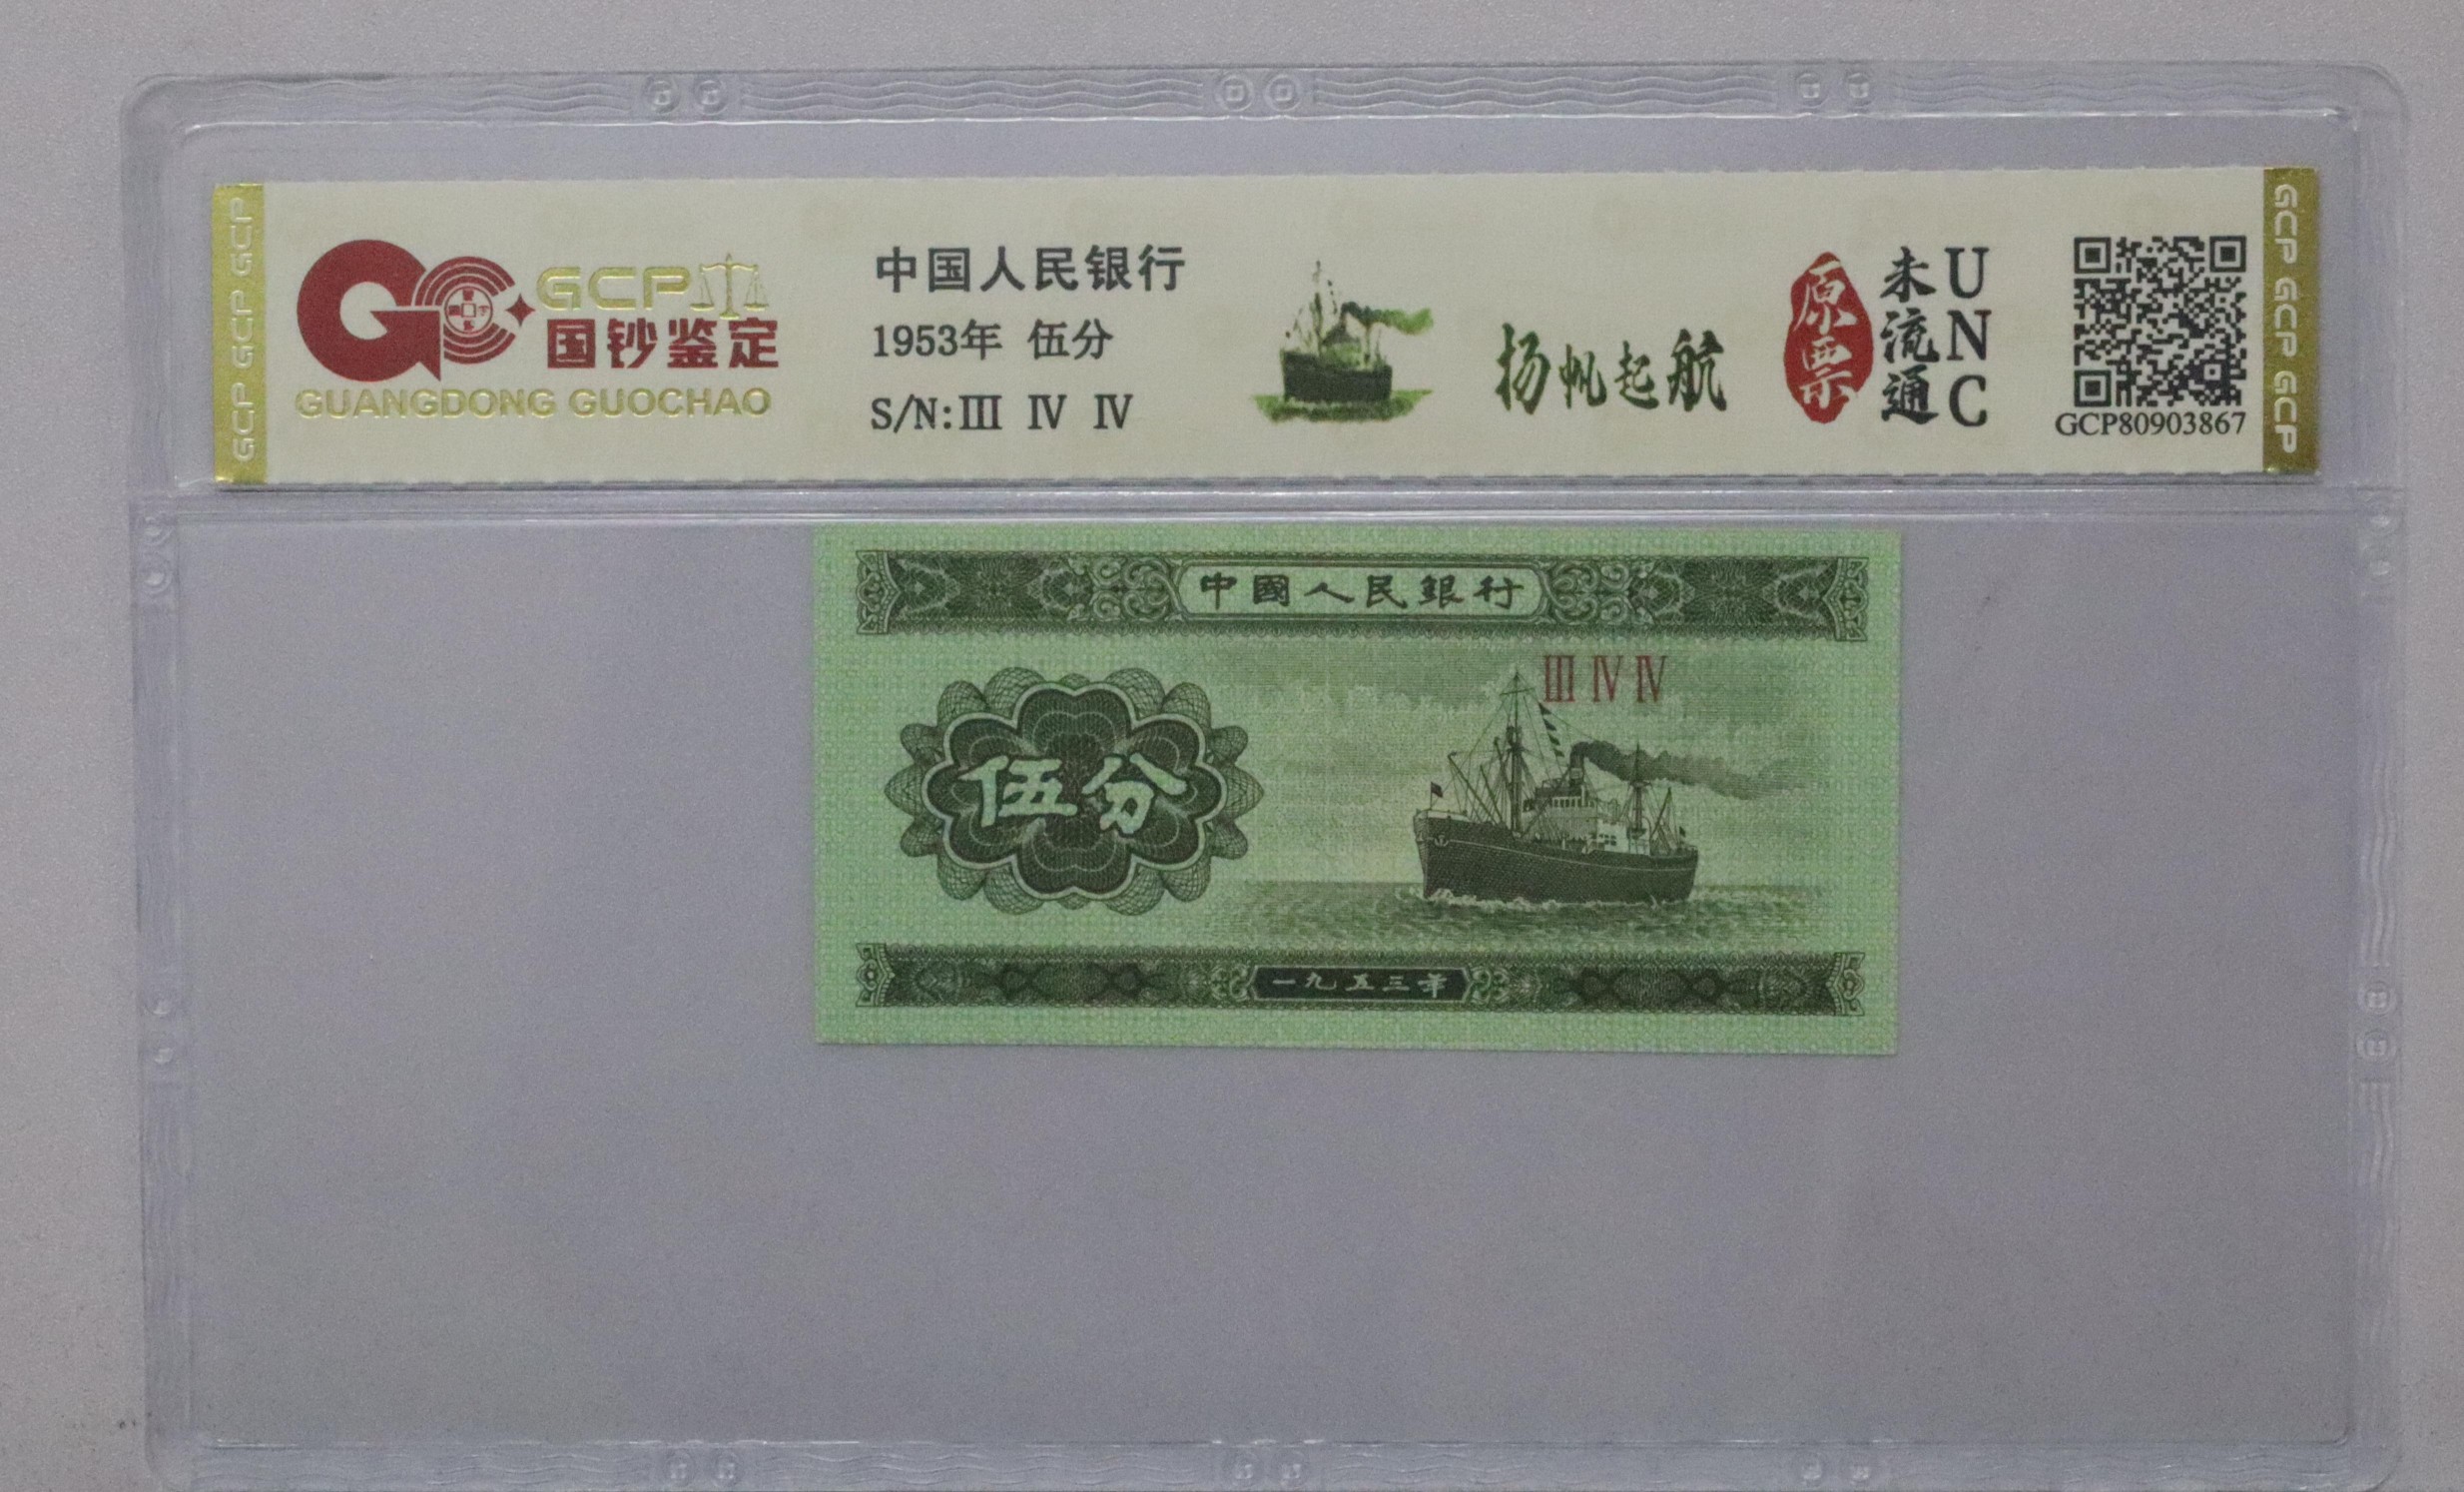 GCP GCP GCP
GCP
国钞鉴定
GUANGDONG GUOCHAO
中国人民银行
1953年 伍分
S/N:Ⅲ Ⅳ Ⅳ
扬帆起航
原票
未流通
UNC
GCP80903867
GCP GCP GCP
中國人民銀行
Ⅲ Ⅳ Ⅳ
伍分
一九五三年